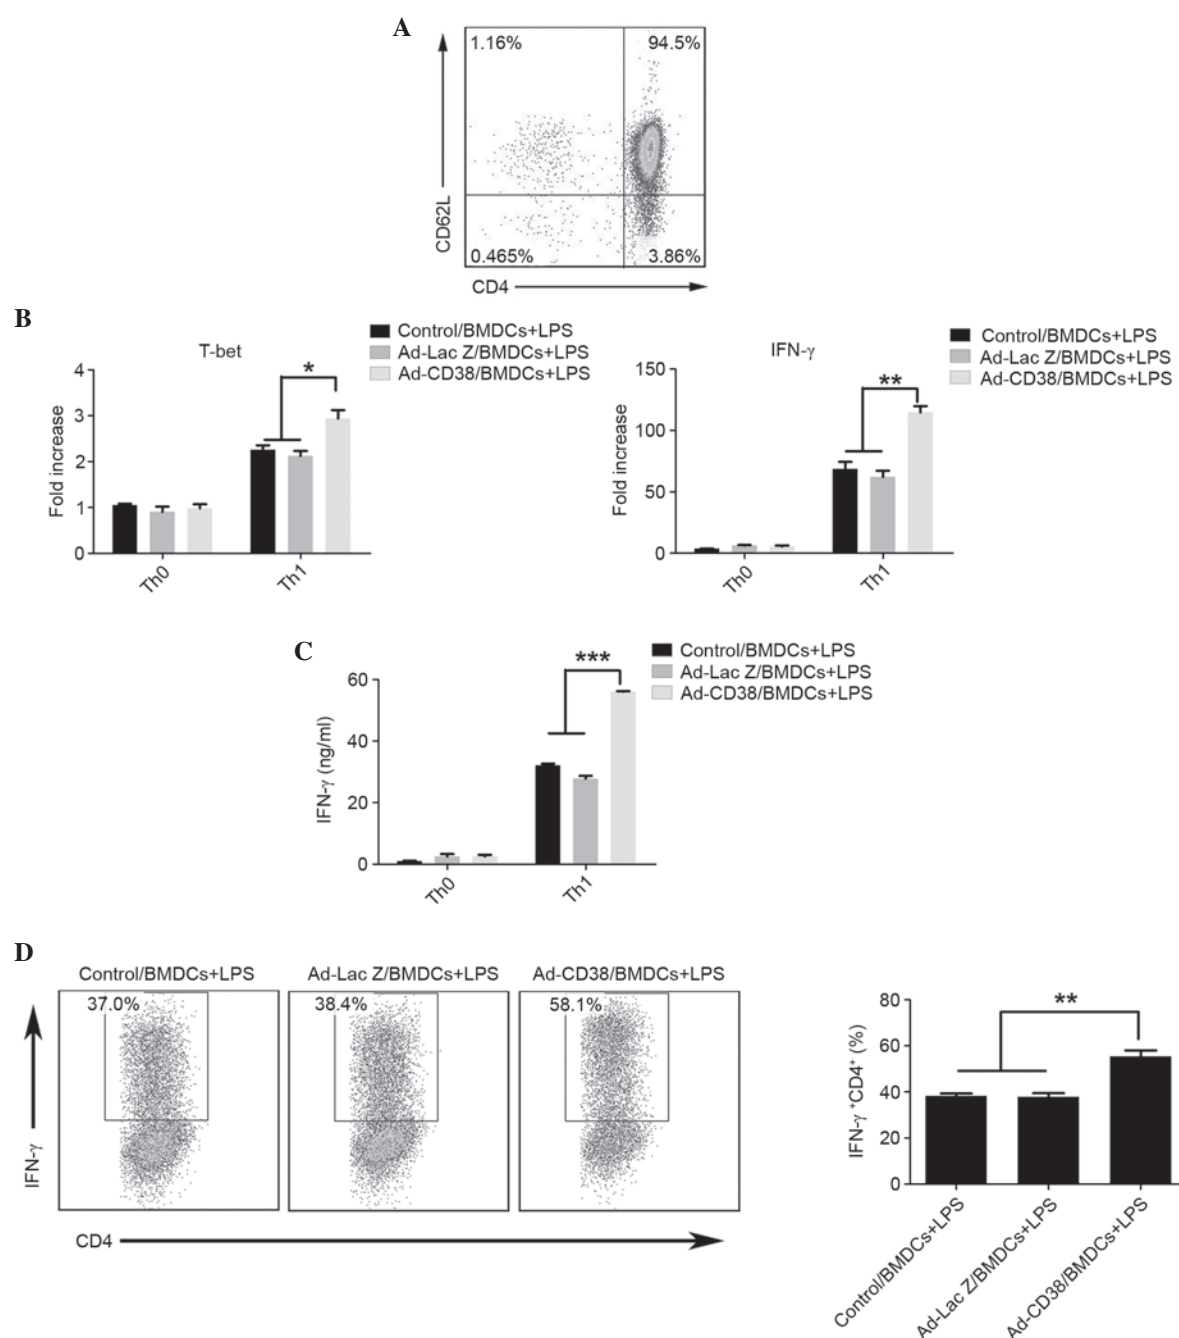 A
1.16%
94.5%
CD62L
0.465%
3.86%
CD4
B
T-bet
Control/BMDCs+LPS
Ad-Lac Z/BMDCs+LPS
Ad-CD38/BMDCs+LPS
Fold increase
4
3
2
1
0
*
Th0
Th1
IFN-γ
Control/BMDCs+LPS
Ad-Lac Z/BMDCs+LPS
Ad-CD38/BMDCs+LPS
Fold increase
150
100
50
0
**
Th0
Th1
C
Control/BMDCs+LPS
Ad-Lac Z/BMDCs+LPS
Ad-CD38/BMDCs+LPS
IFN-γ (ng/ml)
60
40
20
0
***
Th0
Th1
D
Control/BMDCs+LPS
Ad-Lac Z/BMDCs+LPS
Ad-CD38/BMDCs+LPS
37.0%
38.4%
58.1%
IFN-γ
CD4
IFN-γ⁺CD4⁺ (%)
80
60
40
20
0
**
Control/BMDCs+LPS
Ad-Lac Z/BMDCs+LPS
Ad-CD38/BMDCs+LPS